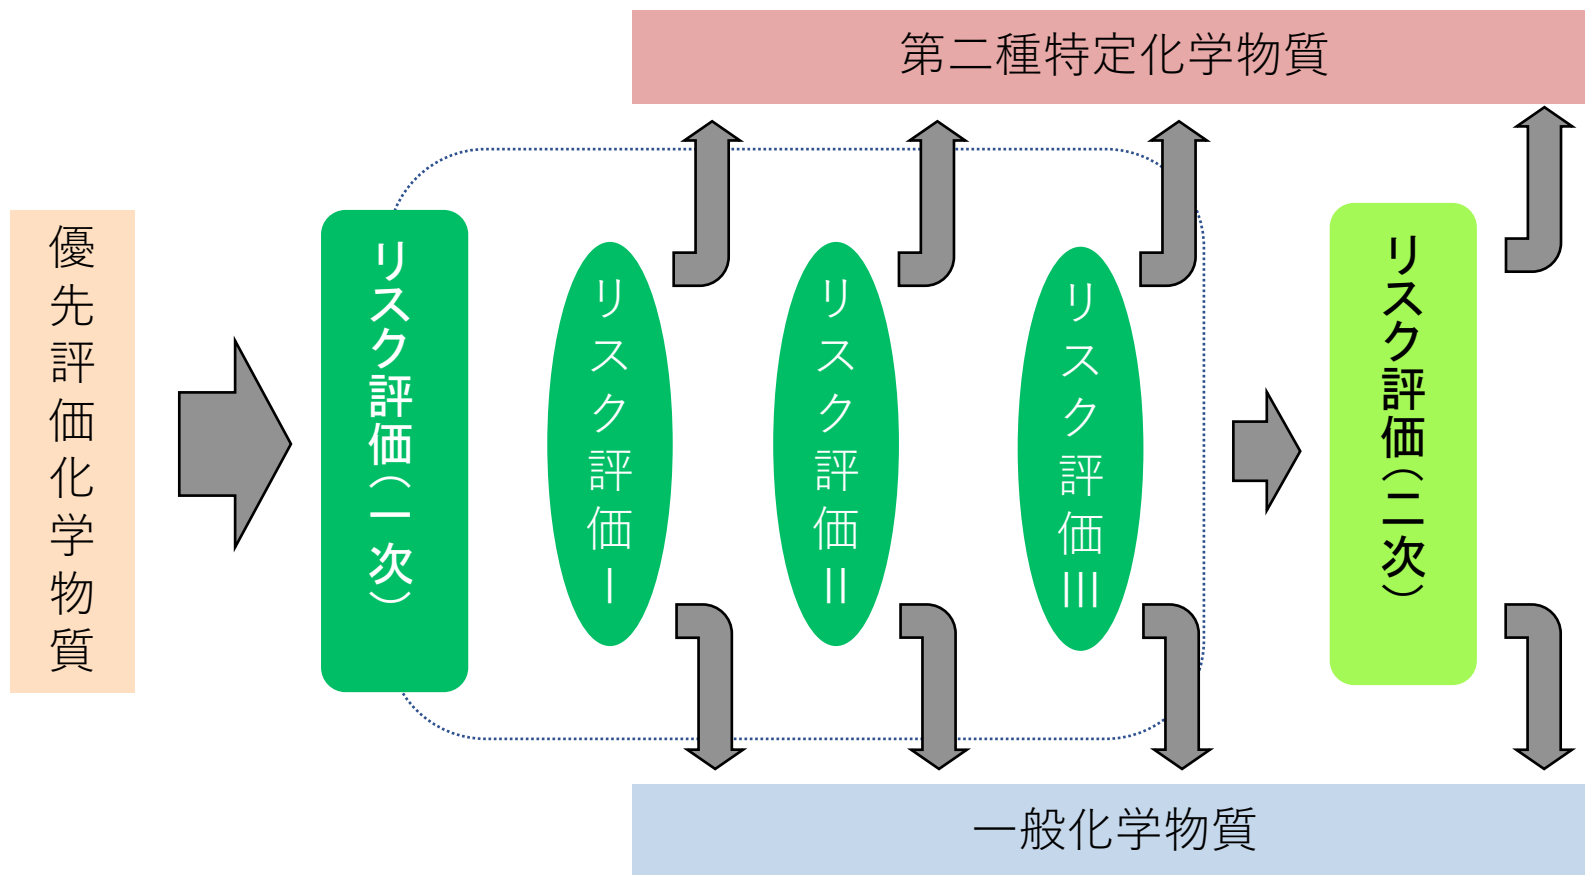 第二種特定化学物質
優先評価化学物質
リスク評価（一次）
リスク評価Ⅰ
リスク評価Ⅱ
リスク評価Ⅲ
リスク評価（二次）
一般化学物質